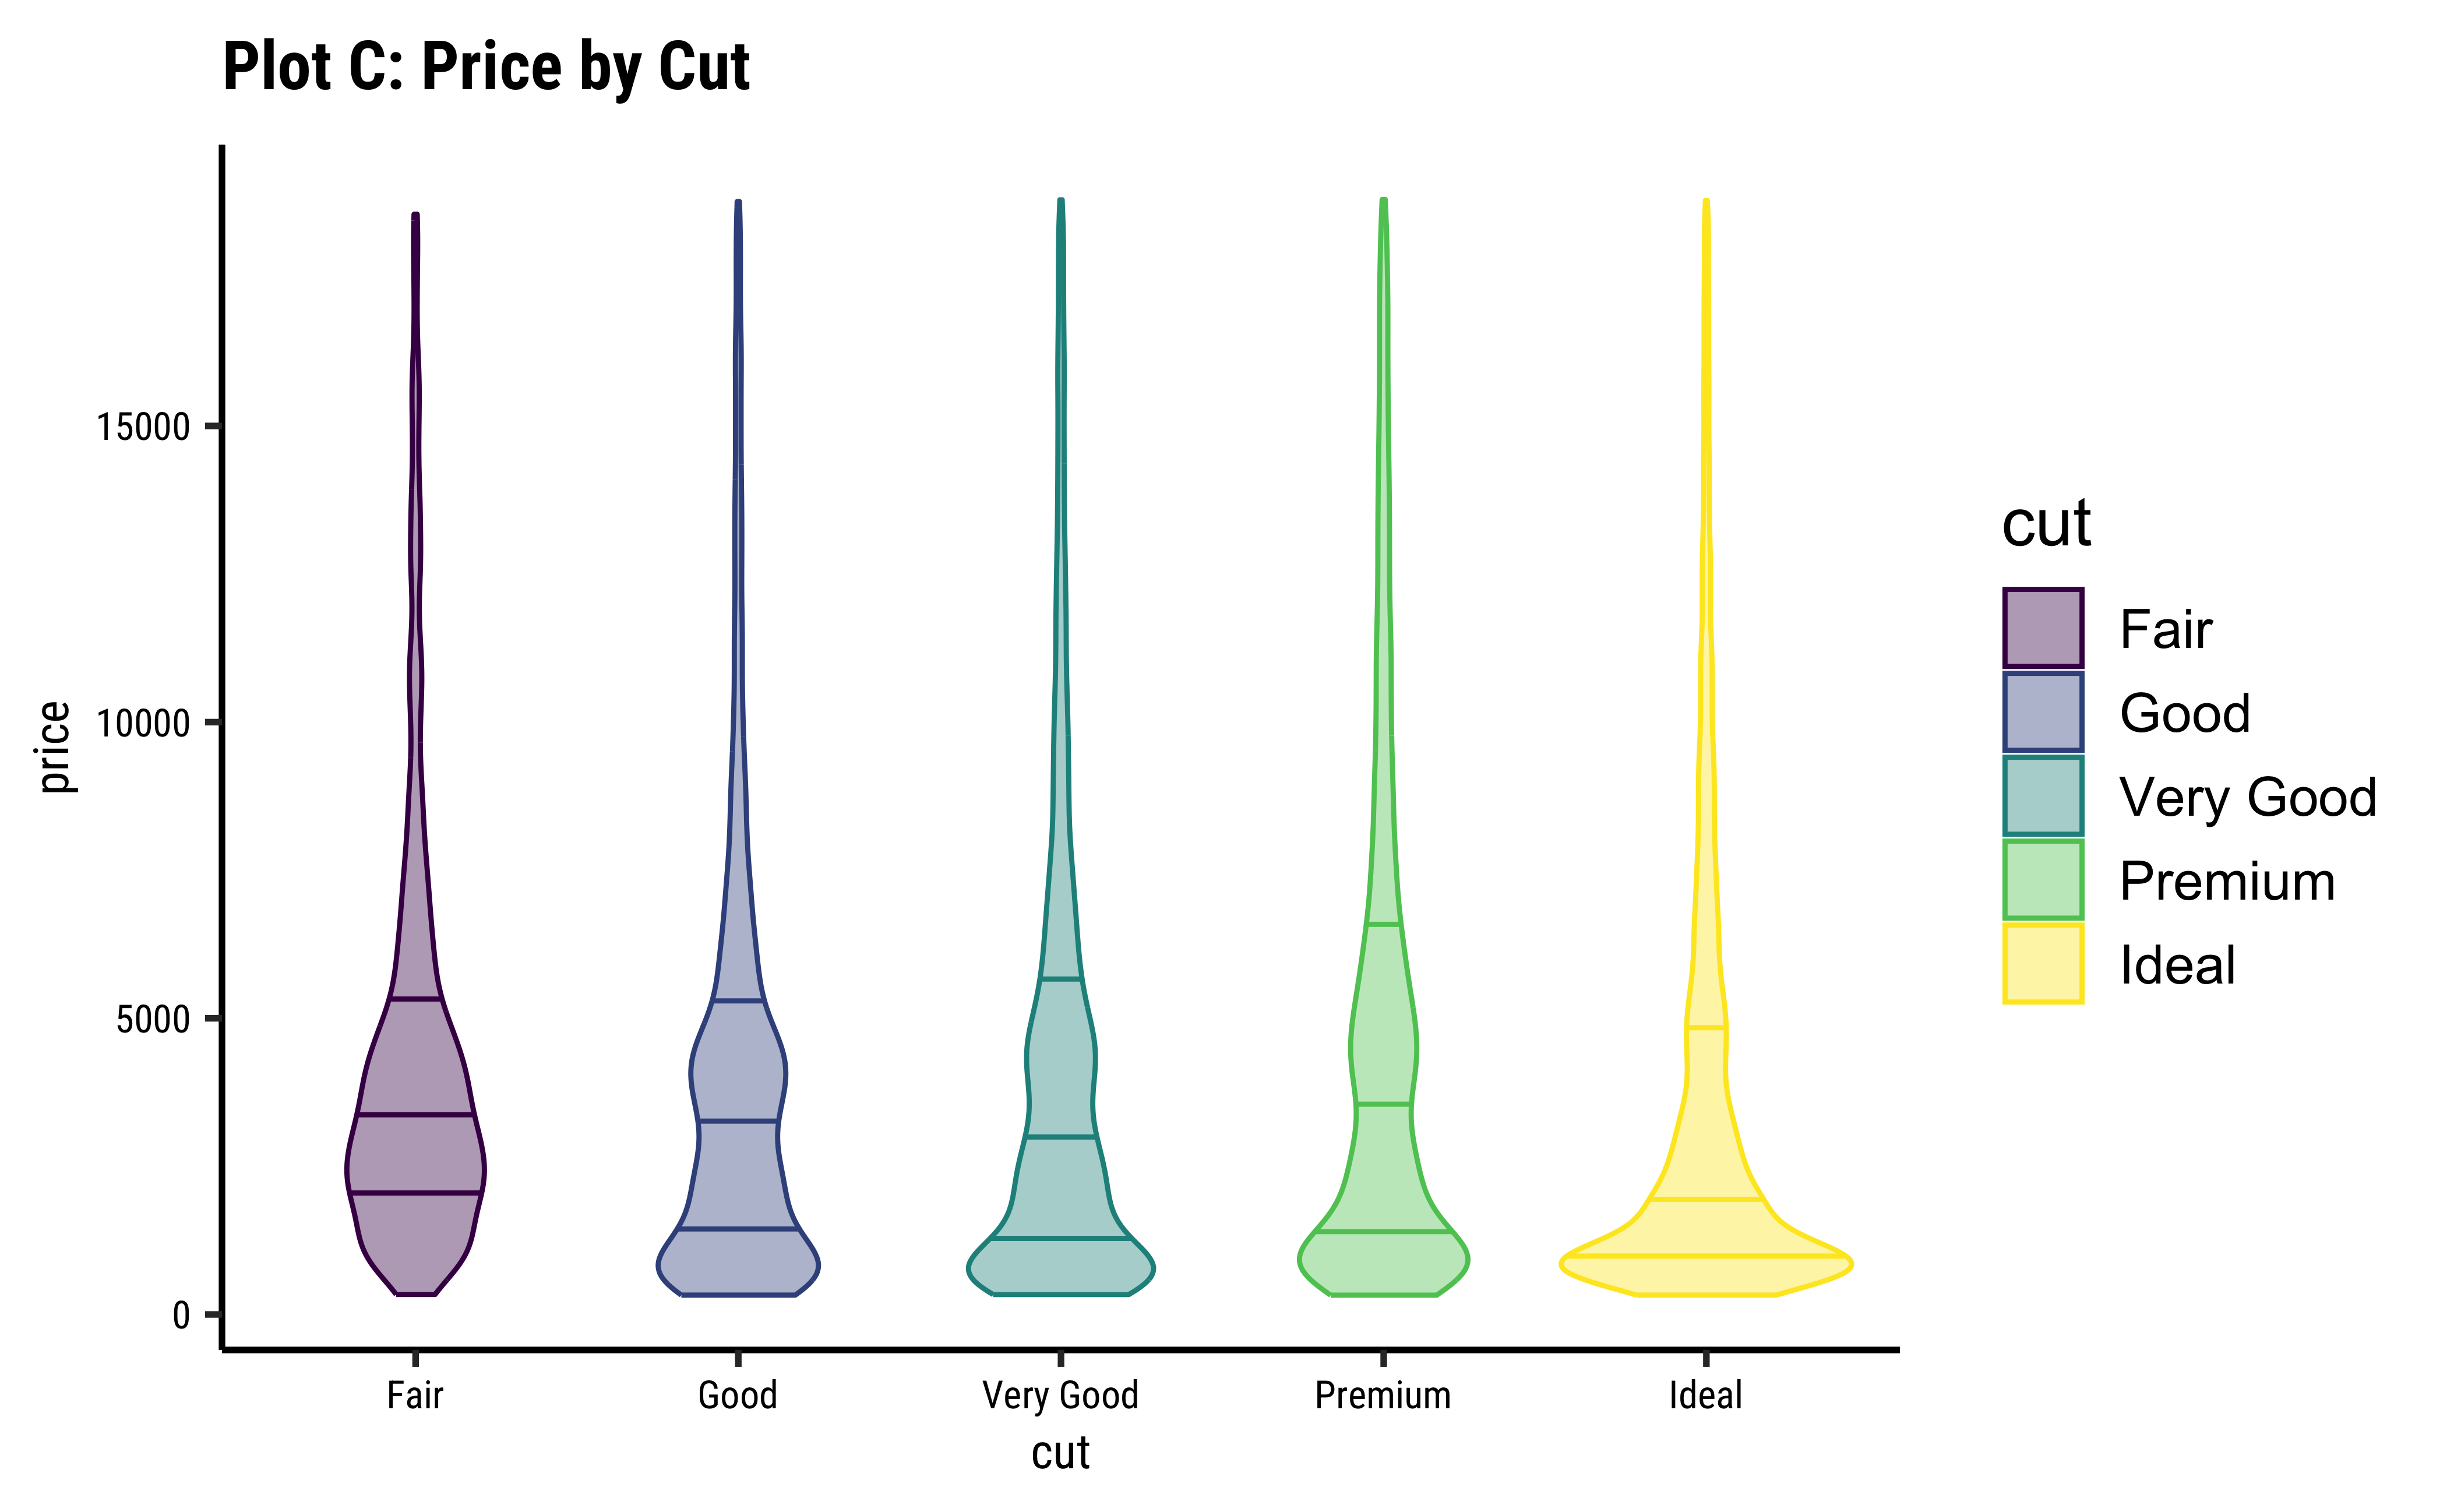 Plot C: Price by Cut
price
15000
10000
5000
0
Fair
Good
Very Good
Premium
Ideal
cut
cut
Fair
Good
Very Good
Premium
Ideal